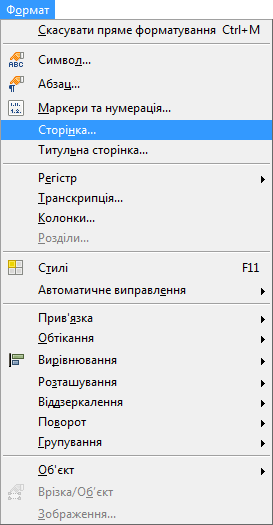 Формат
Скасувати пряме форматування Ctrl+M
Символ...
Абзац...
Маркери та нумерація...
Сторінка...
Титульна сторінка...
Регістр
Транскрипція...
Колонки...
Розділи...
Стилі F11
Автоматичне виправлення
Прив'язка
Обтікання
Вирівнювання
Розташування
Віддзеркалення
Поворот
Групування
Об'єкт
Врізка/Об'єкт
Зображення...